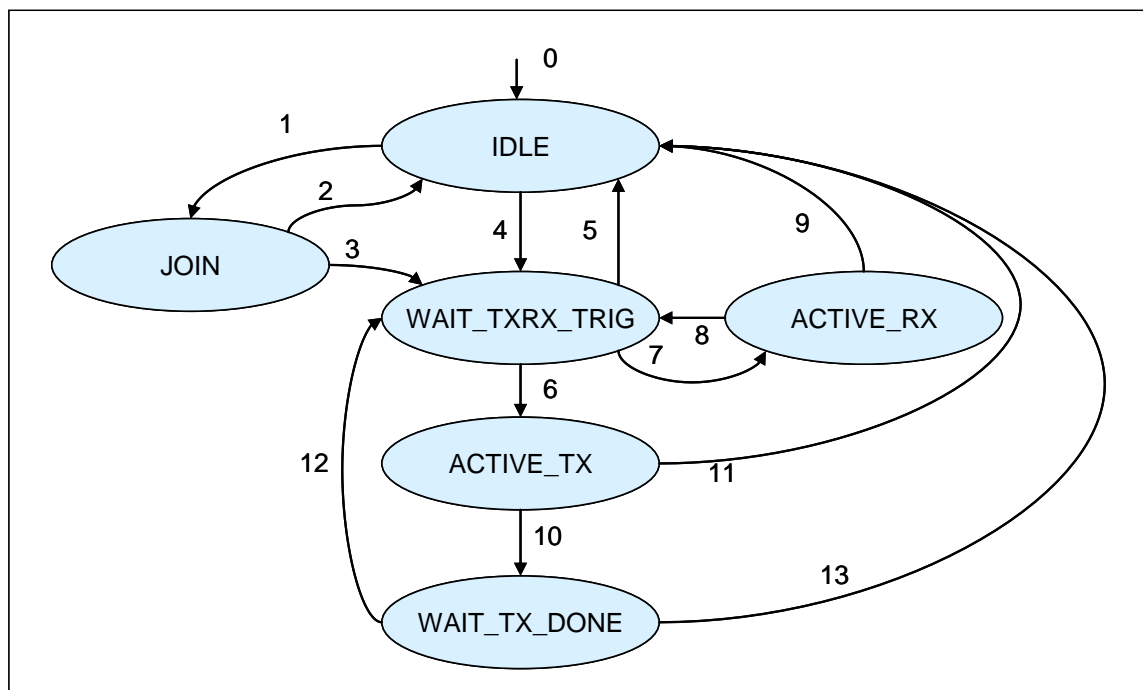 0
IDLE
1
2
JOIN
3
4
5
9
WAIT_TXRX_TRIG
ACTIVE_RX
8
7
6
ACTIVE_TX
11
12
10
WAIT_TX_DONE
13